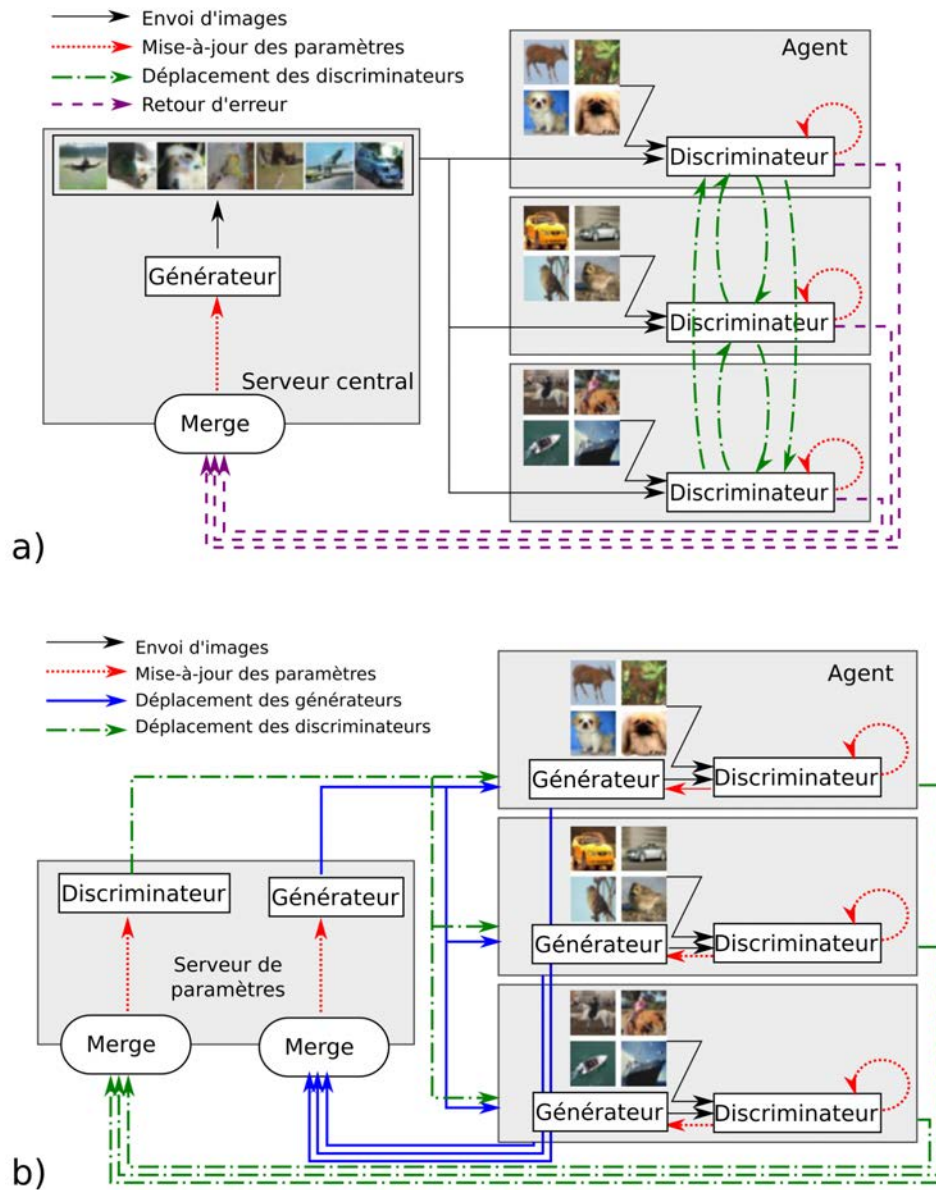 Envoi d'images
Mise-à-jour des paramètres
Déplacement des discriminateurs
Retour d'erreur
Agent
Discriminateur
Générateur
Discriminateur
Serveur central
Merge
Discriminateur
a)
Envoi d'images
Mise-à-jour des paramètres
Déplacement des générateurs
Déplacement des discriminateurs
Agent
Générateur
Discriminateur
Discriminateur
Générateur
Générateur
Discriminateur
Serveur de
paramètres
Merge
Merge
Générateur
Discriminateur
b)